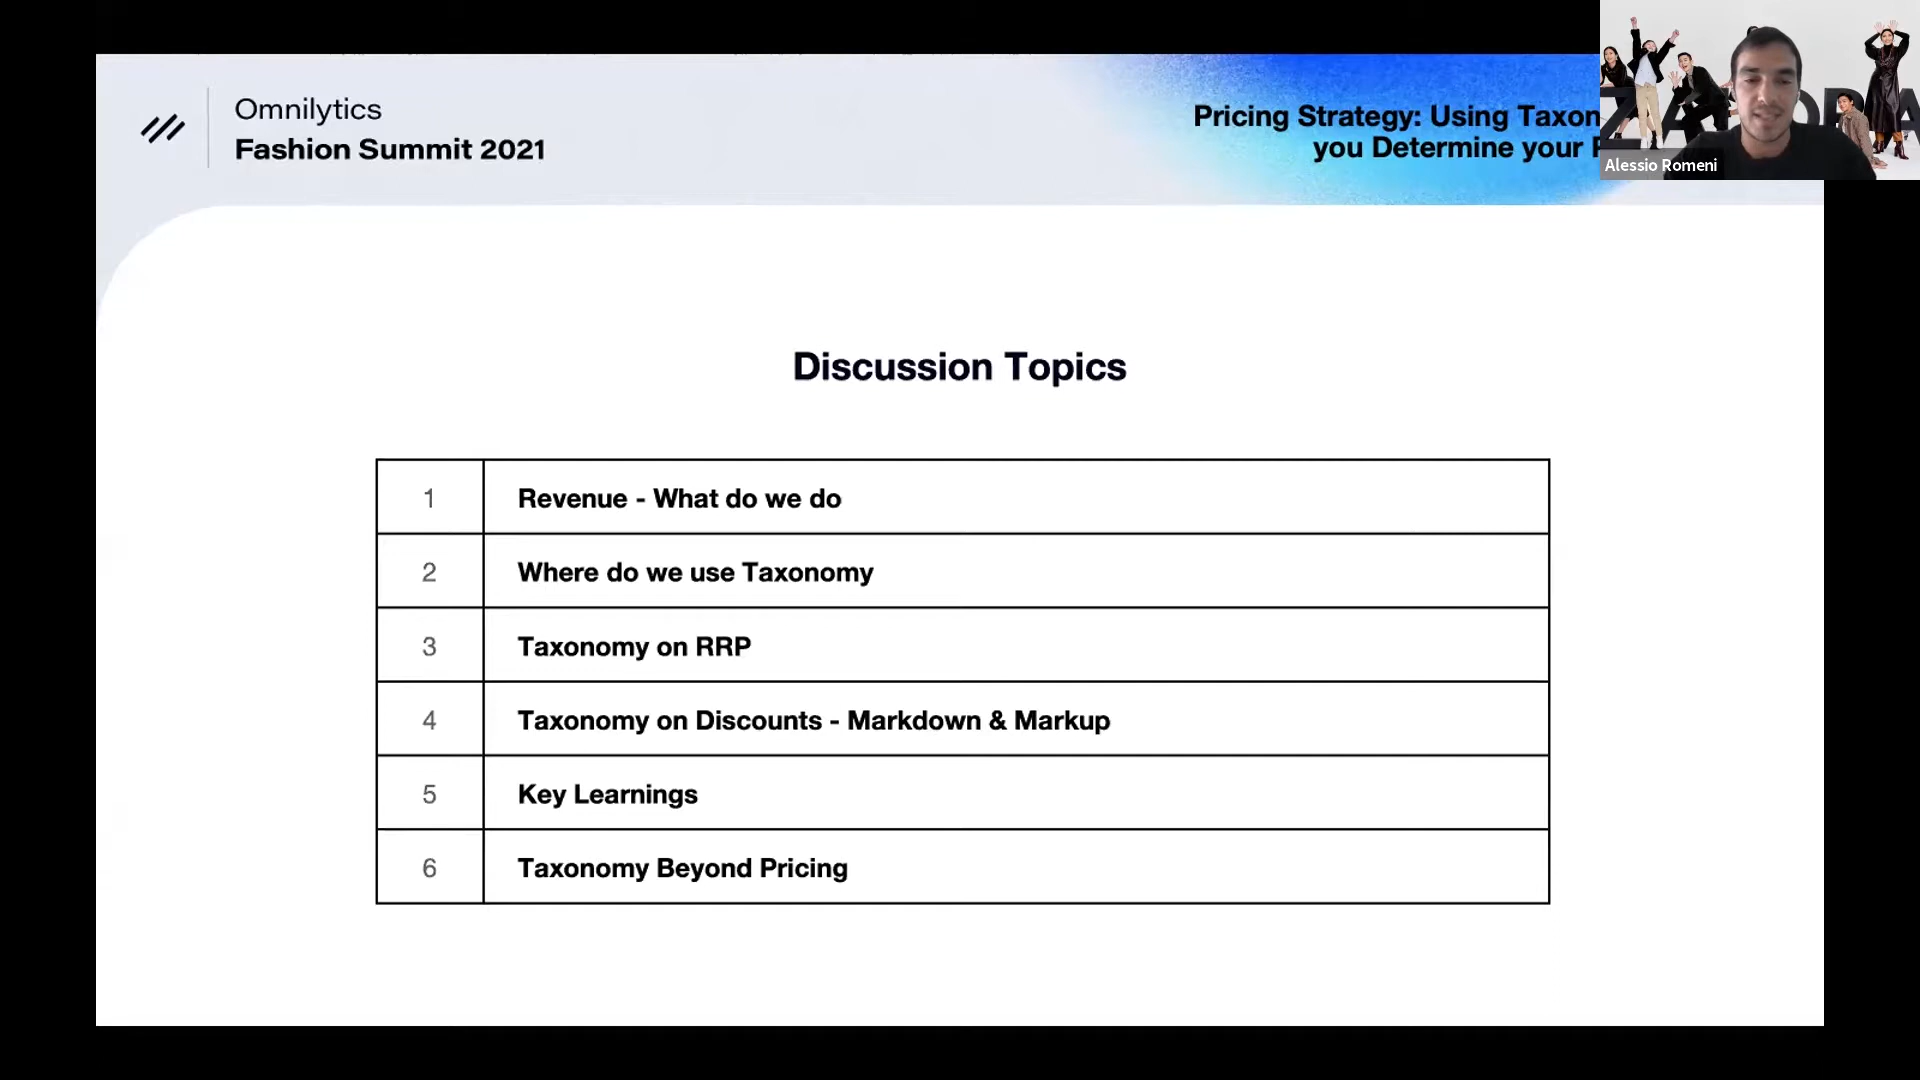 Omnilytics
Fashion Summit 2021
Pricing Strategy: Using Taxon
you Determine your
Alessio Romeni
Discussion Topics
1 Revenue - What do we do
2 Where do we use Taxonomy
3 Taxonomy on RRP
4 Taxonomy on Discounts - Markdown & Markup
5 Key Learnings
6 Taxonomy Beyond Pricing